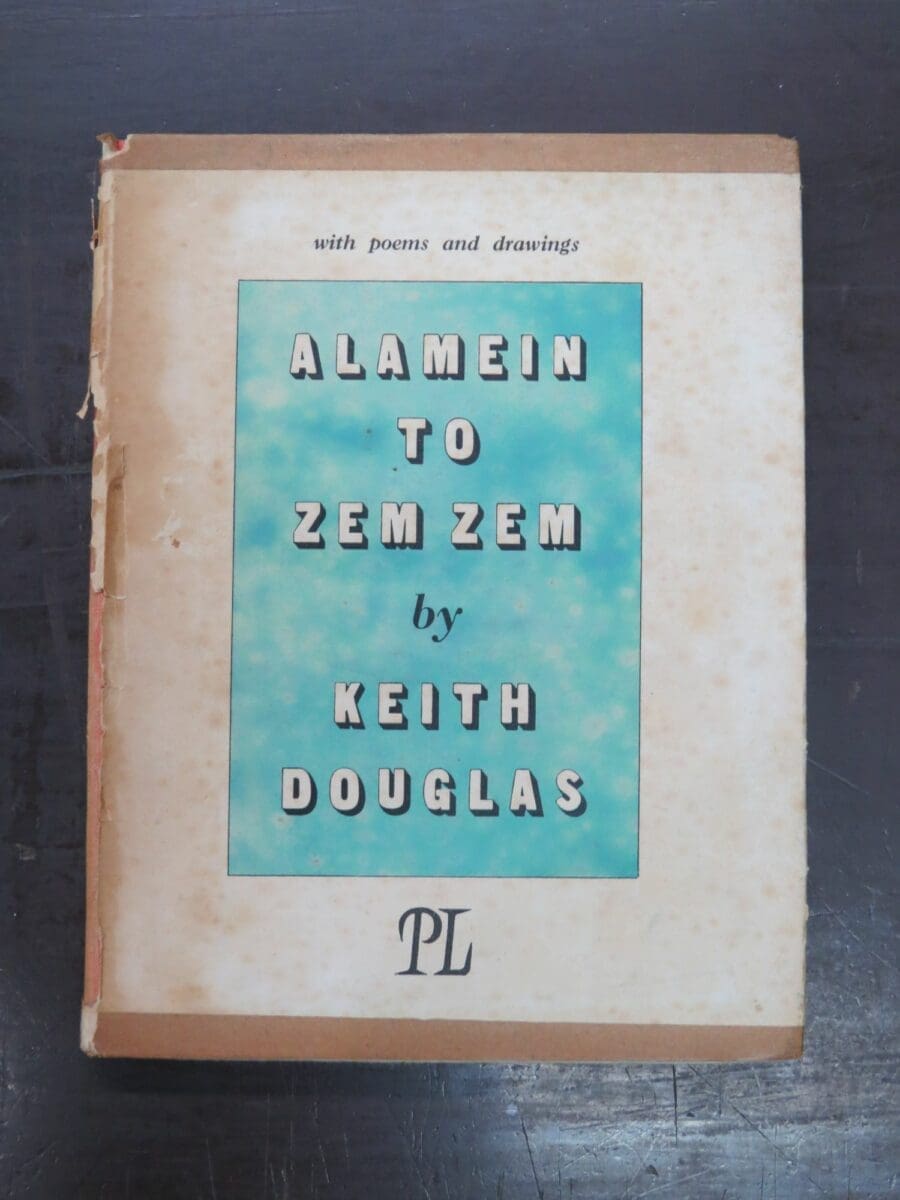 with poems and drawings
ALAMEIN
TO
ZEM ZEM
by
KEITH
DOUGLAS
PL